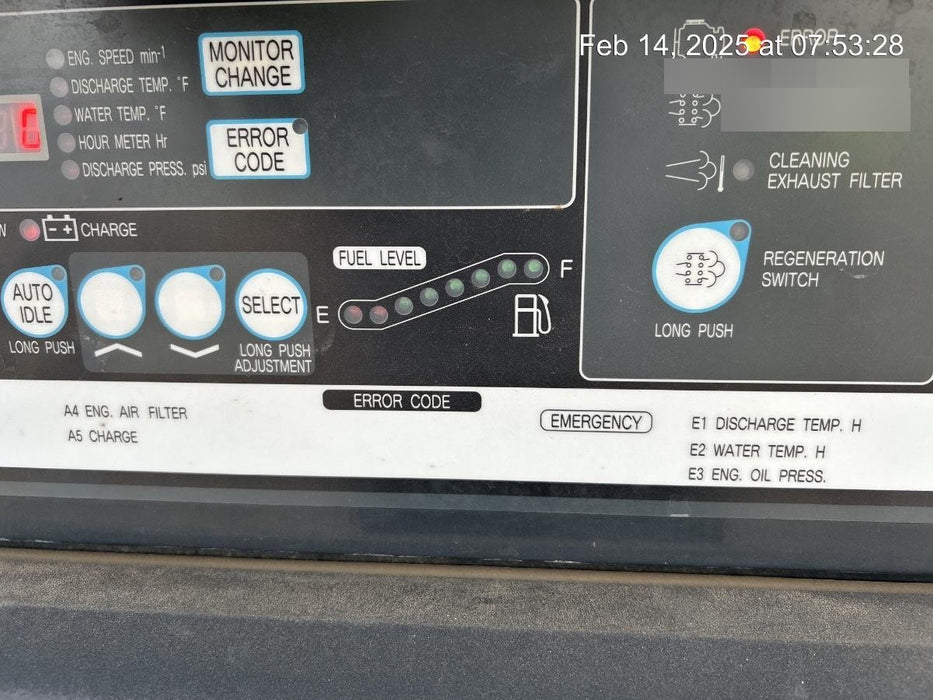 Feb 14, 2025 at 07:53:28
ERROR
ENG. SPEED min-1
DISCHARGE TEMP. °F
WATER TEMP. °F
HOUR METER Hr
DISCHARGE PRESS. psi
MONITOR
CHANGE
ERROR
CODE
CLEANING
EXHAUST FILTER
CHARGE
FUEL LEVEL
E
F
REGENERATION
SWITCH
LONG PUSH
AUTO
IDLE
LONG PUSH
SELECT
LONG PUSH
ADJUSTMENT
ERROR CODE
A4 ENG. AIR FILTER
A5 CHARGE
EMERGENCY
E1 DISCHARGE TEMP. H
E2 WATER TEMP. H
E3 ENG. OIL PRESS.